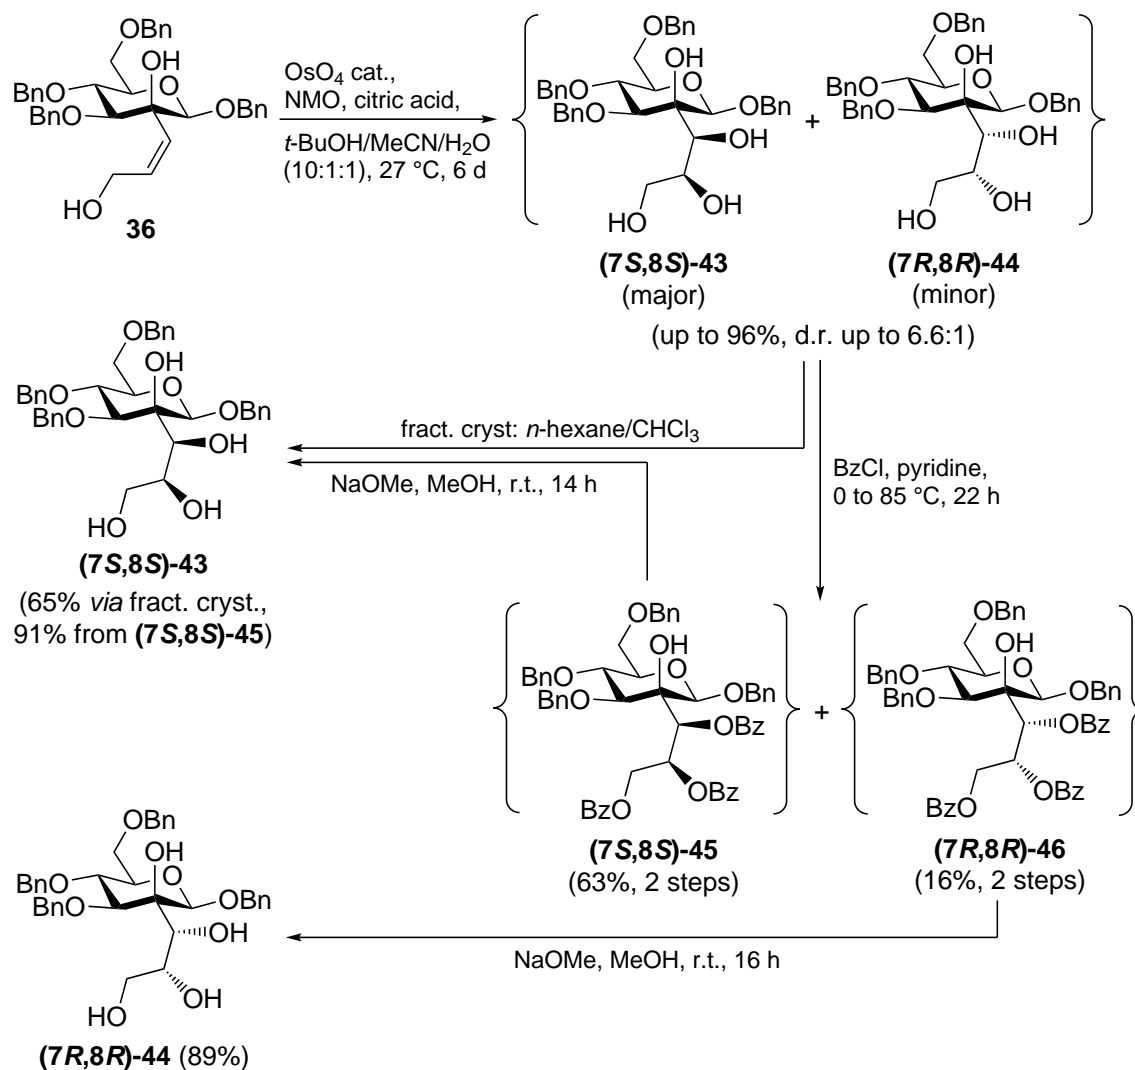 OBn
OH
O
BnO
BnO
OBn
HO
36
OsO4 cat.,
NMO, citric acid,
t-BuOH/MeCN/H2O
(10:1:1), 27 °C, 6 d
OBn
OH
O
BnO
BnO
OBn
OH
HO
OH
(7S,8S)-43
(major)
+
OBn
OH
O
BnO
BnO
OBn
OH
OH
HO
(7R,8R)-44
(minor)
(up to 96%, d.r. up to 6.6:1)
OBn
OH
O
BnO
BnO
OBn
OH
OH
HO
(7S,8S)-43
(65% via fract. cryst.,
91% from (7S,8S)-45)
fract. cryst: n-hexane/CHCl3
NaOMe, MeOH, r.t., 14 h
BzCl, pyridine,
0 to 85 °C, 22 h
OBn
OH
O
BnO
BnO
OBn
OBz
OBz
BzO
(7S,8S)-45
(63%, 2 steps)
+
OBn
OH
O
BnO
BnO
OBn
OBz
OBz
BzO
(7R,8R)-46
(16%, 2 steps)
NaOMe, MeOH, r.t., 16 h
OBn
OH
O
BnO
BnO
OBn
OH
OH
HO
(7R,8R)-44 (89%)